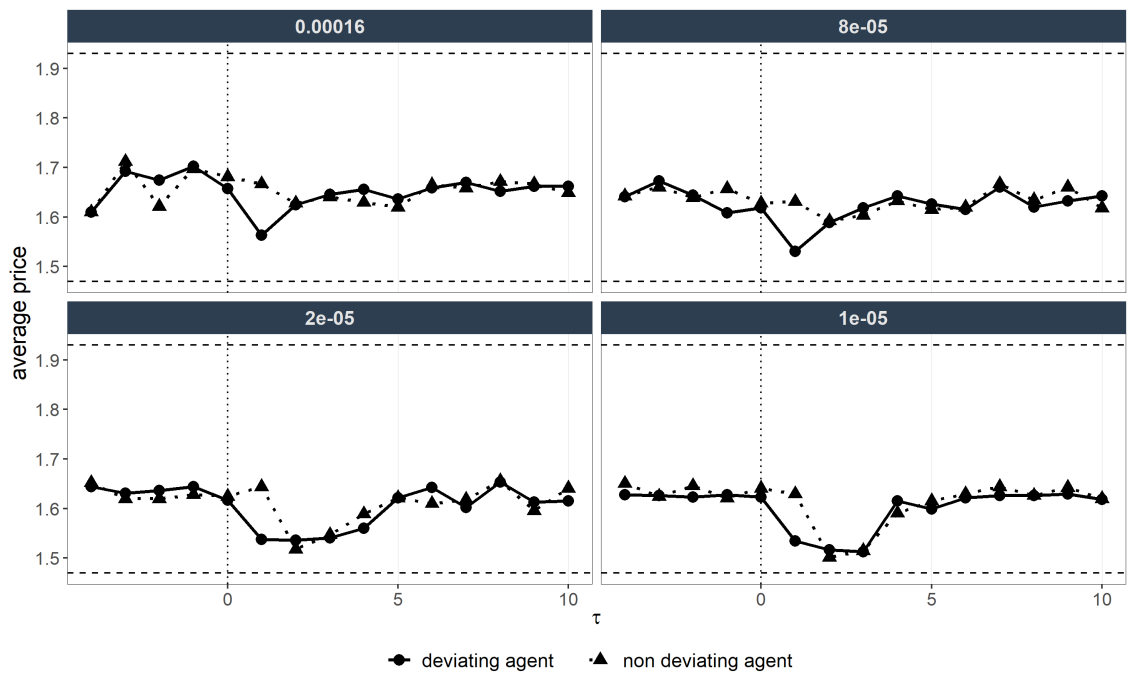 0.00016 8e-05
1.9
1.8
1.7
1.6
1.5
2e-05 1e-05
1.9
1.8
1.7
1.6
1.5
0 5 10 0 5 10
average price
τ
deviating agent non deviating agent